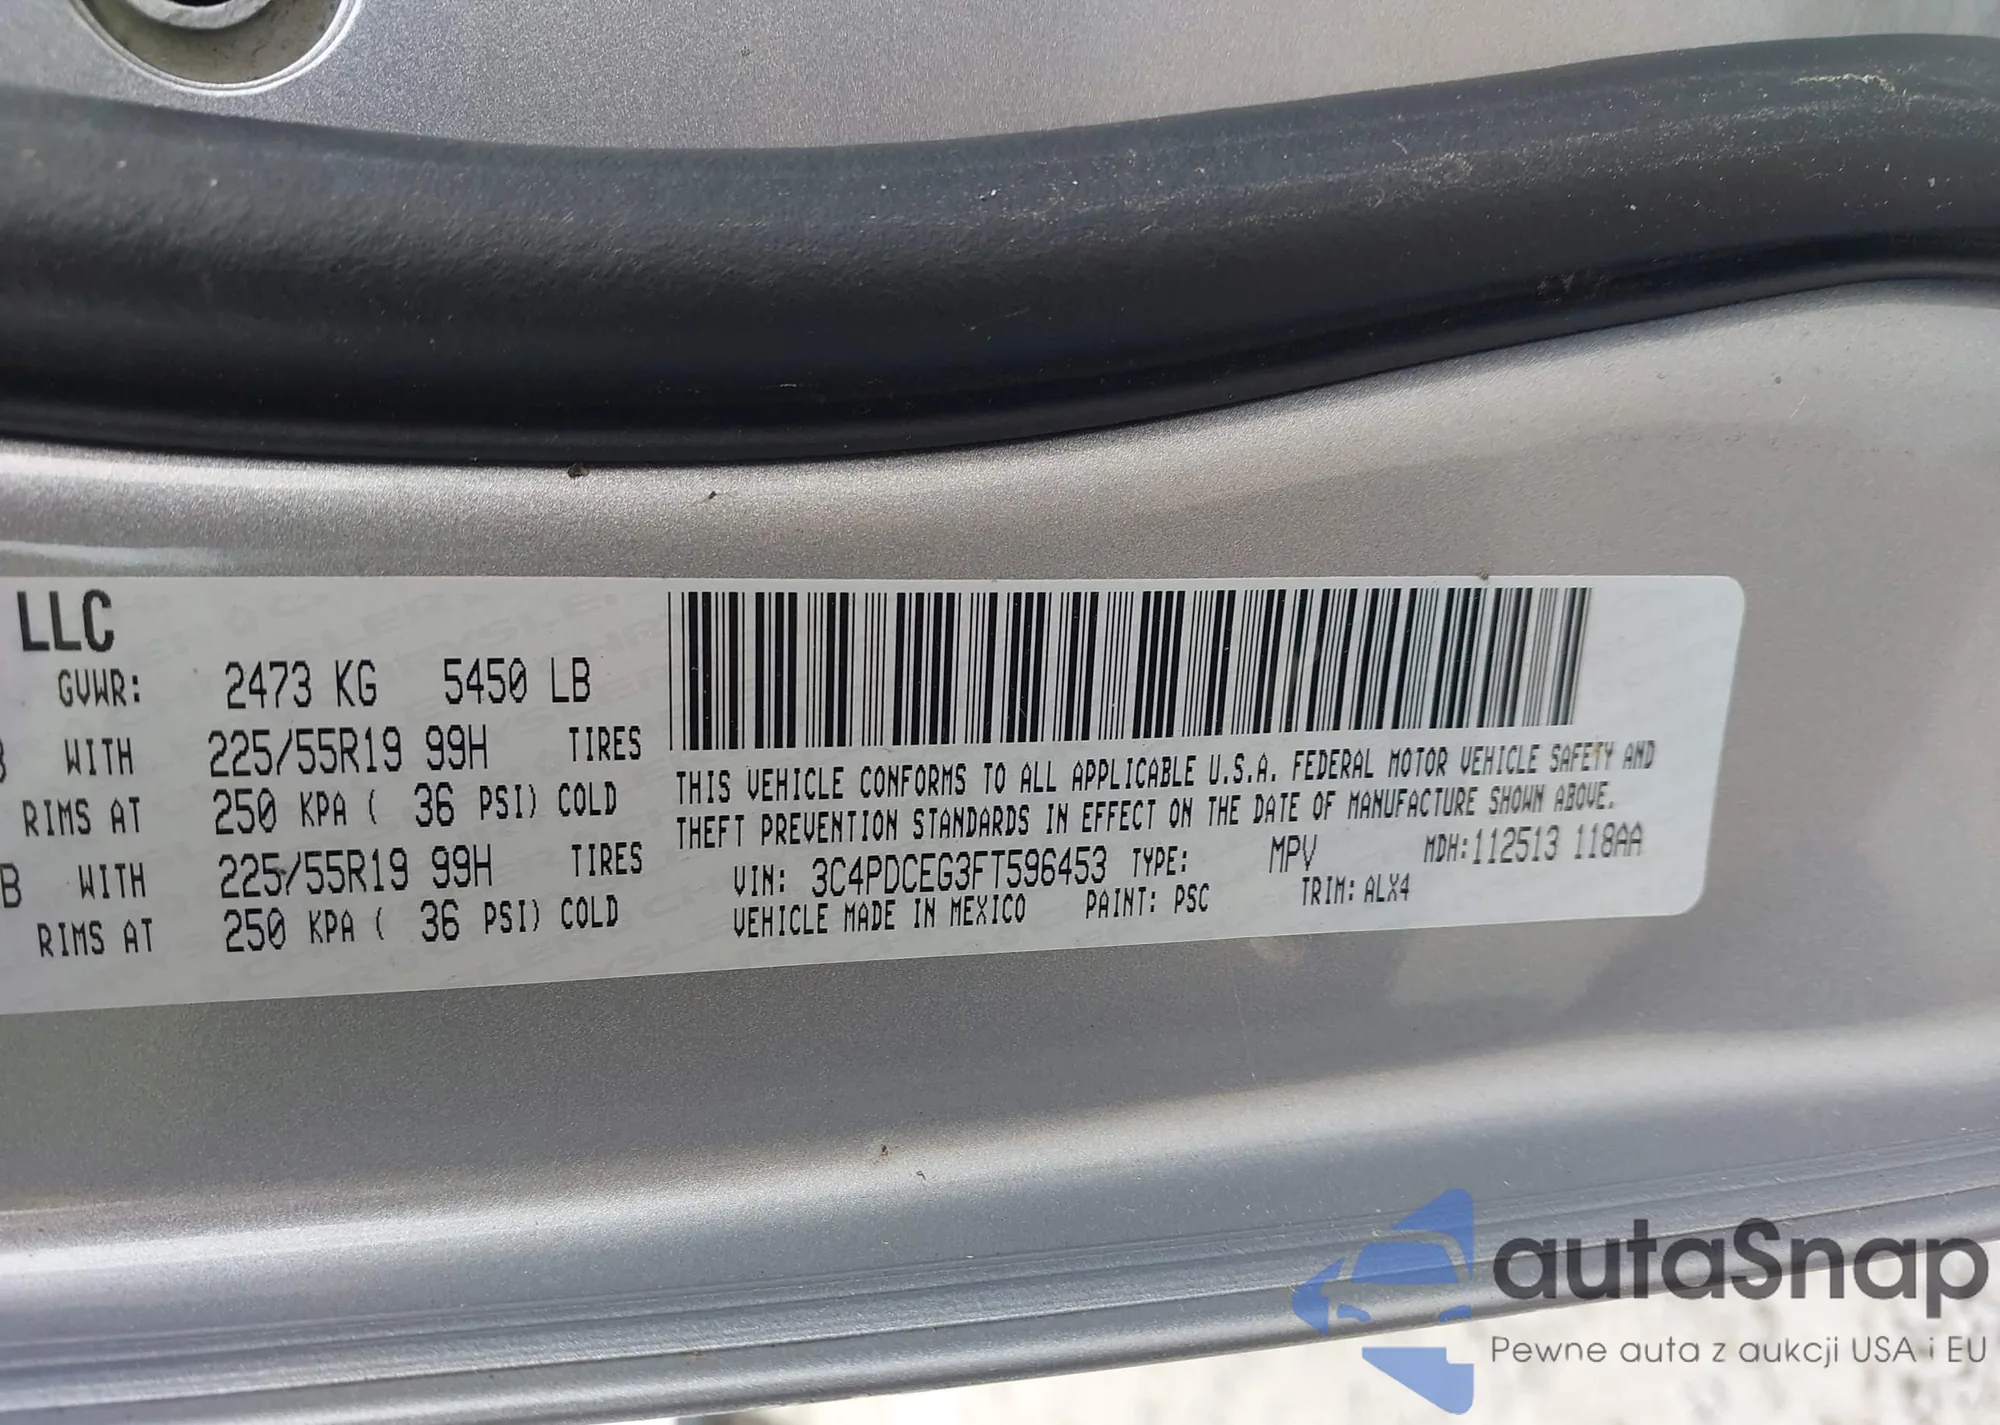 LLC
GVWR: 2473 KG 5450 LB
WITH 225/55R19 99H TIRES
RIMS AT 250 KPA ( 36 PSI) COLD
B WITH 225/55R19 99H TIRES
RIMS AT 250 KPA ( 36 PSI) COLD
THIS VEHICLE CONFORMS TO ALL APPLICABLE U.S.A. FEDERAL MOTOR VEHICLE SAFETY AND
THEFT PREVENTION STANDARDS IN EFFECT ON THE DATE OF MANUFACTURE SHOWN ABOVE.
VIN: 3C4PDCEG3FT596453 TYPE: MPV MDH:112513 118AA
VEHICLE MADE IN MEXICO PAINT: PSC TRIM: ALX4
autaSnap
Pewne auta z aukcji USA i EU